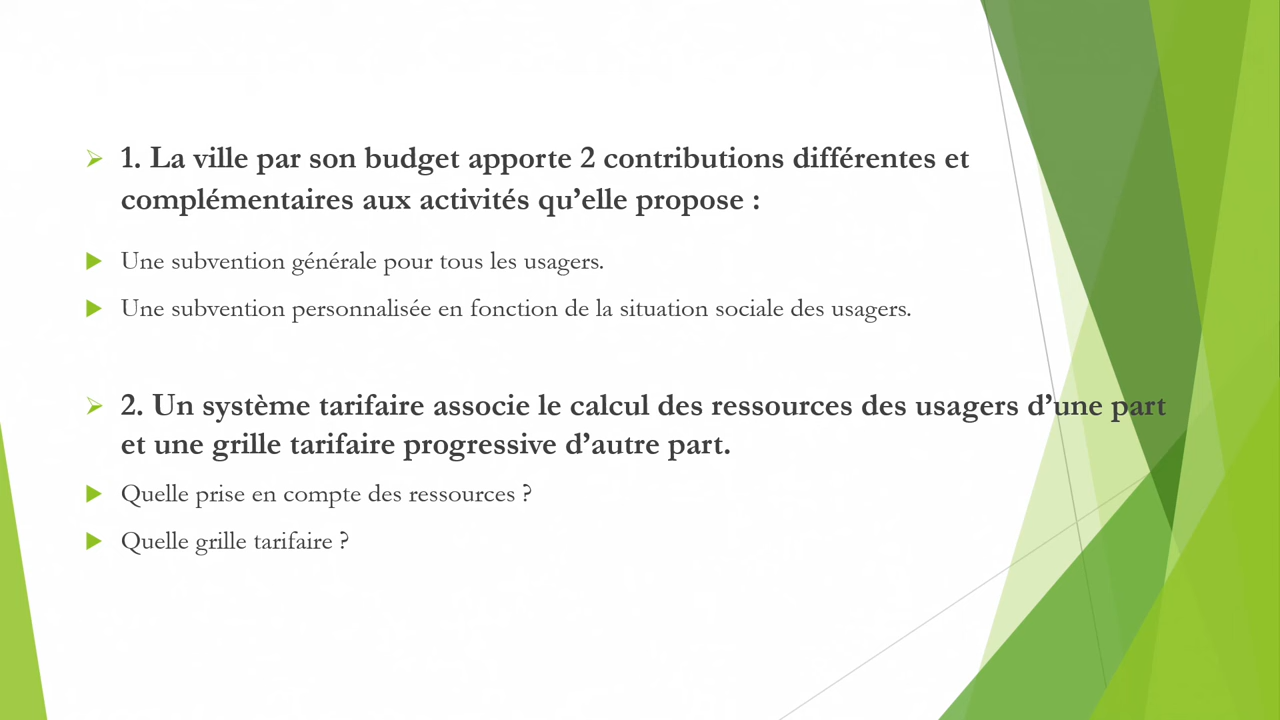 1. La ville par son budget apporte 2 contributions différentes et
complémentaires aux activités qu’elle propose :
Une subvention générale pour tous les usagers.
Une subvention personnalisée en fonction de la situation sociale des usagers.
2. Un système tarifaire associe le calcul des ressources des usagers d’une part
et une grille tarifaire progressive d’autre part.
Quelle prise en compte des ressources ?
Quelle grille tarifaire ?